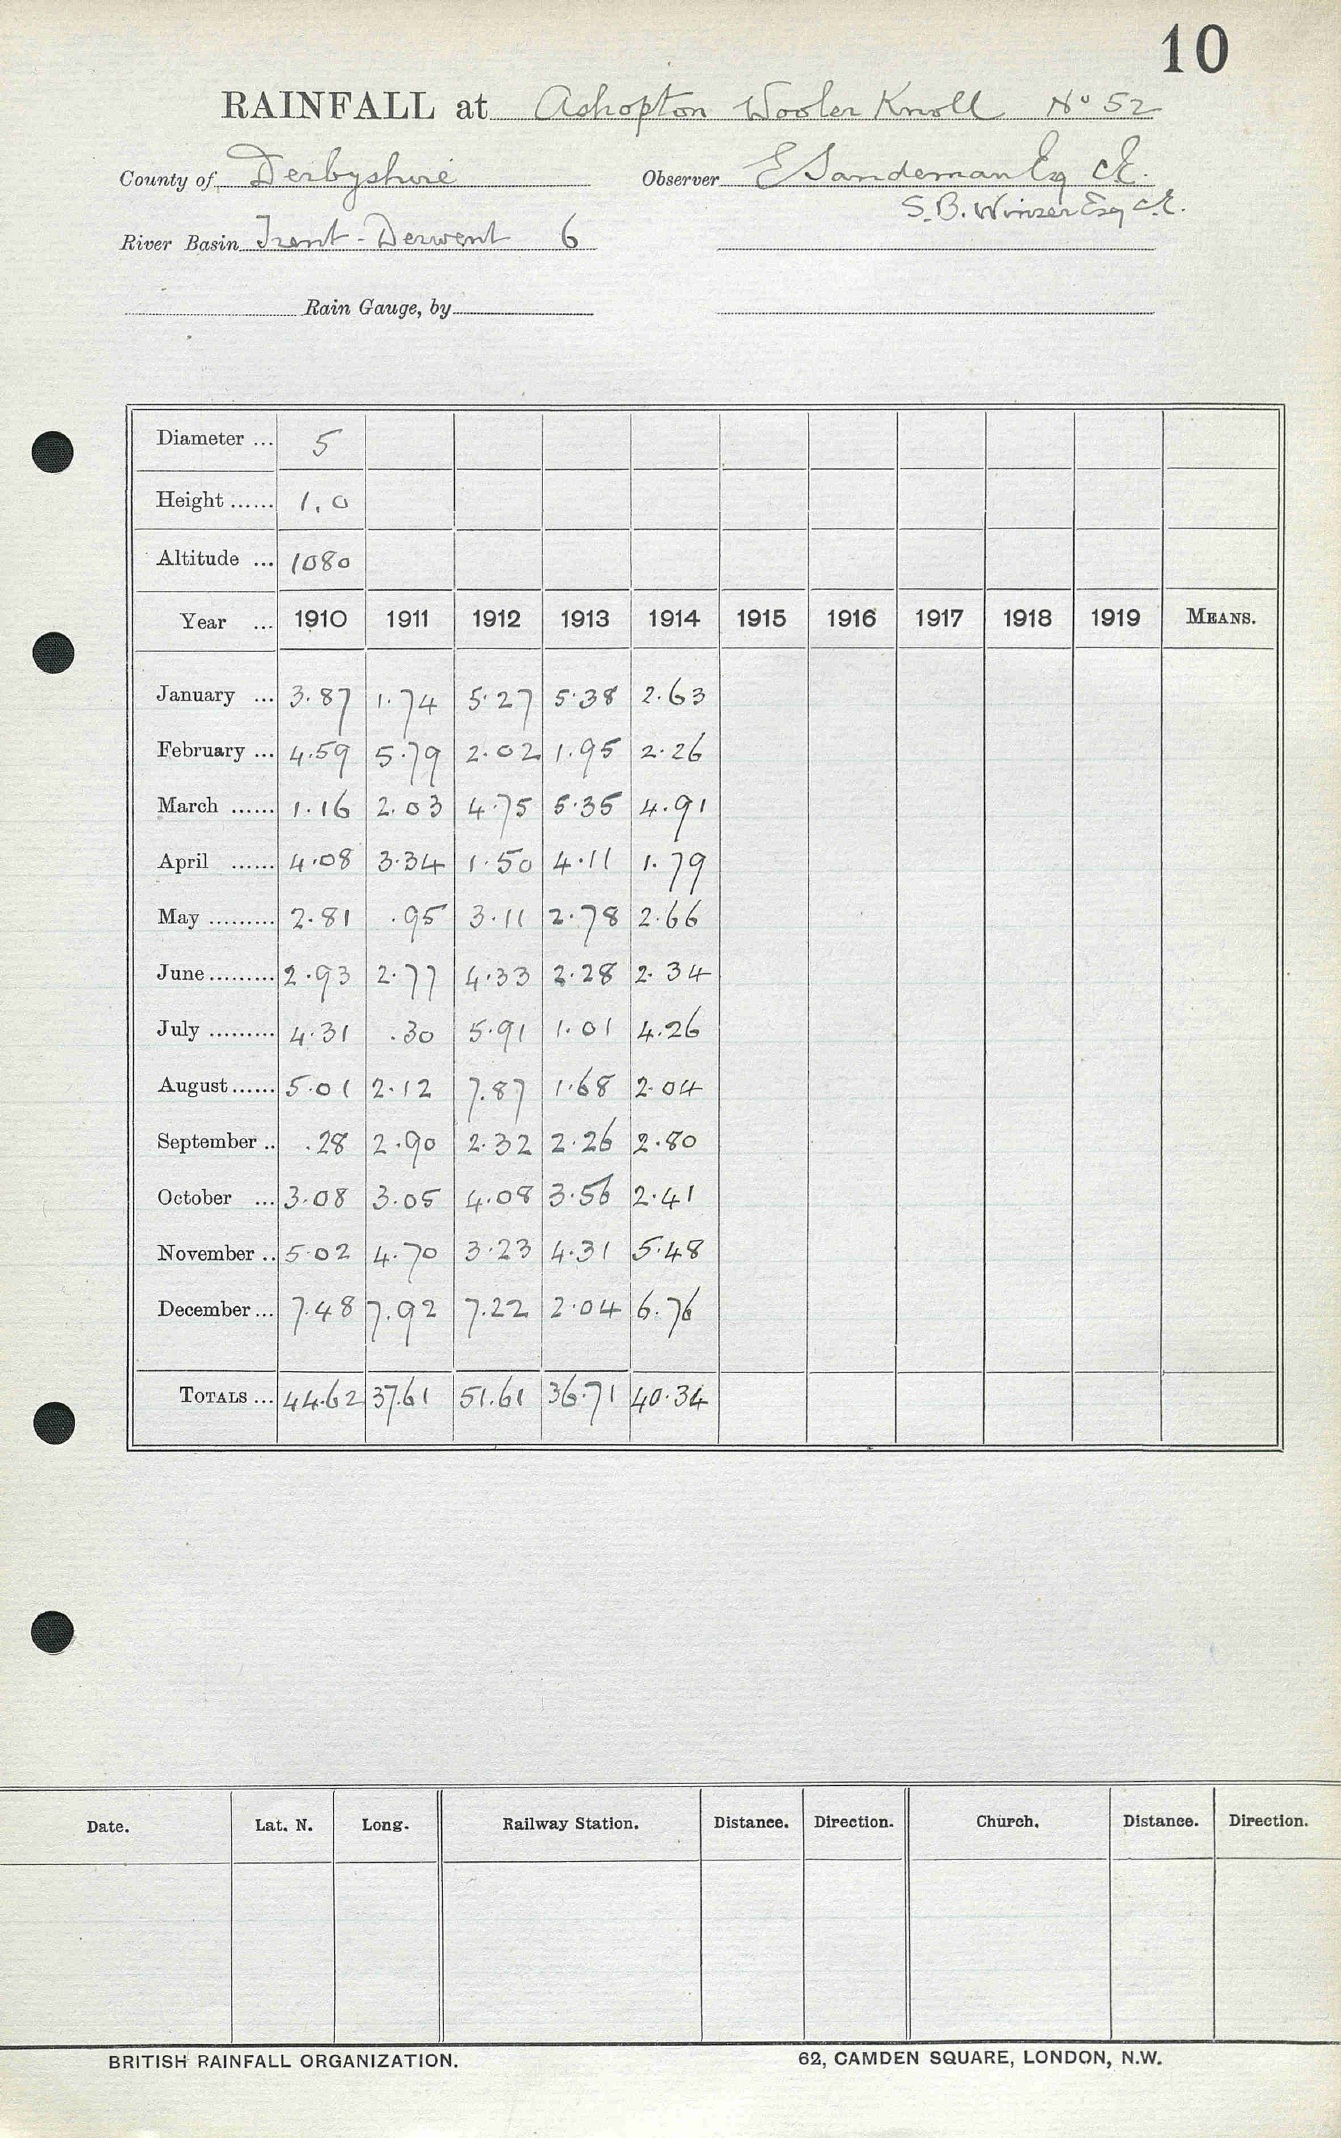 10
RAINFALL at Ashopton Wooler Knoll No 52
County of Derbyshire Observer E Sandeman Esq C.E.
S.B. Winser Esq C.E.
River Basin Trent - Derwent 6
Rain Gauge, by
Diameter ... 5
Height ...... 1.0
Altitude ... 1080
Year ... 1910 1911 1912 1913 1914 1915 1916 1917 1918 1919 MEANS.
January ... 3.87 1.74 5.27 5.38 2.63
February ... 4.59 5.79 2.02 1.95 2.26
March ...... 1.16 2.03 4.75 5.35 4.91
April ...... 4.08 3.34 1.50 4.11 1.79
May ......... 2.81 .95 3.11 2.78 2.66
June ......... 2.93 2.77 4.33 2.28 2.34
July ......... 4.31 .30 5.91 1.01 4.26
August ...... 5.01 2.12 7.87 1.68 2.04
September .. .28 2.90 2.32 2.26 2.80
October ... 3.08 3.05 4.08 3.56 2.41
November .. 5.02 4.70 3.23 4.31 5.48
December ... 7.48 7.92 7.22 2.04 6.76
TOTALS ... 44.62 37.61 51.61 36.71 40.34
Date. Lat. N. Long. Railway Station. Distance. Direction. Church. Distance. Direction.
BRITISH RAINFALL ORGANIZATION. 62, CAMDEN SQUARE, LONDON, N.W.